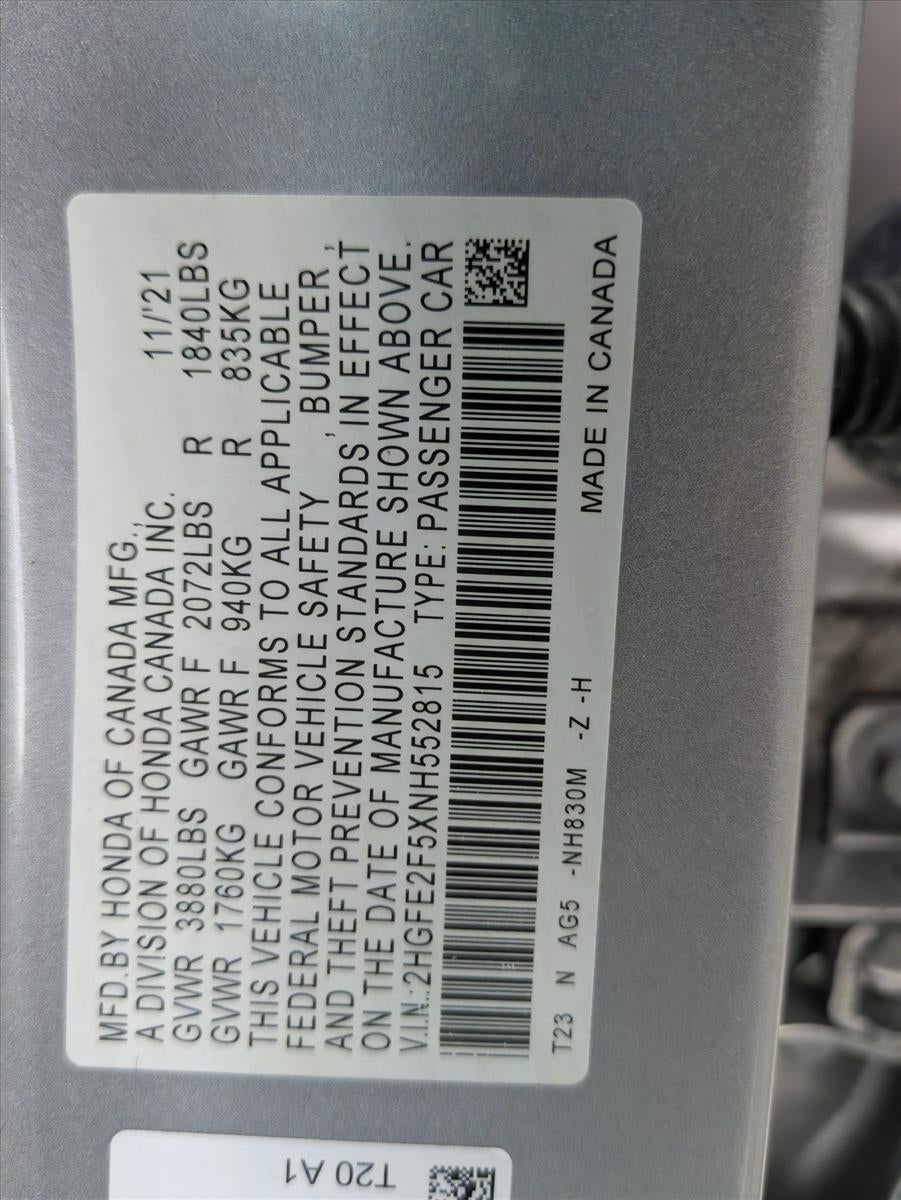 MFD.BY HONDA OF CANADA MFG.,
A DIVISION OF HONDA CANADA INC. 11/'21
GVWR 3880LBS GAWR F 2072LBS R 1840LBS
GVWR 1760KG GAWR F 940KG R 835KG
THIS VEHICLE CONFORMS TO ALL APPLICABLE
FEDERAL MOTOR VEHICLE SAFETY , BUMPER ,
AND THEFT PREVENTION STANDARDS IN EFFECT
ON THE DATE OF MANUFACTURE SHOWN ABOVE.
V.I.N.:2HGFE2F5XNH552815 TYPE: PASSENGER CAR
T23 N AG5 -NH830M -Z -H MADE IN CANADA
T20 A1